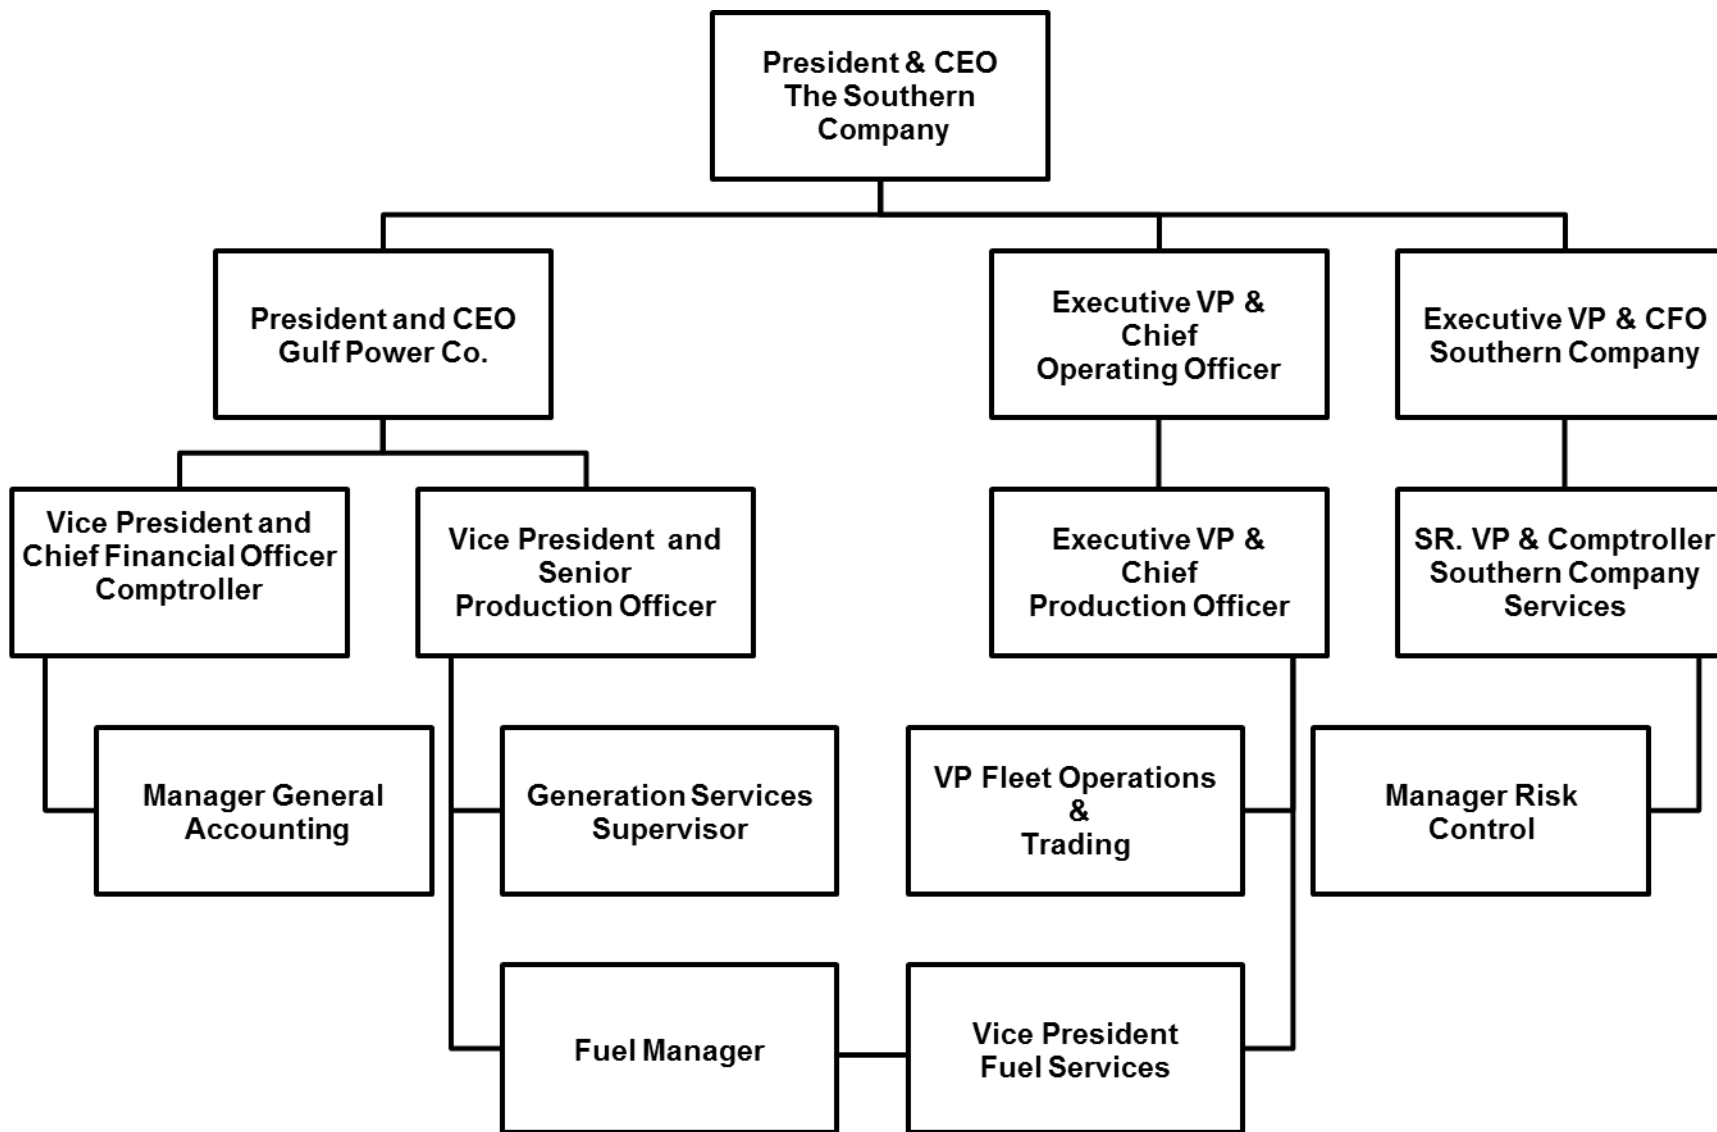 President & CEO
The Southern
Company
President and CEO
Gulf Power Co.
Executive VP &
Chief
Operating Officer
Executive VP & CFO
Southern Company
Vice President and
Chief Financial Officer
Comptroller
Vice President and
Senior
Production Officer
Executive VP &
Chief
Production Officer
SR. VP & Comptroller
Southern Company
Services
Manager General
Accounting
Generation Services
Supervisor
VP Fleet Operations
&
Trading
Manager Risk
Control
Fuel Manager
Vice President
Fuel Services